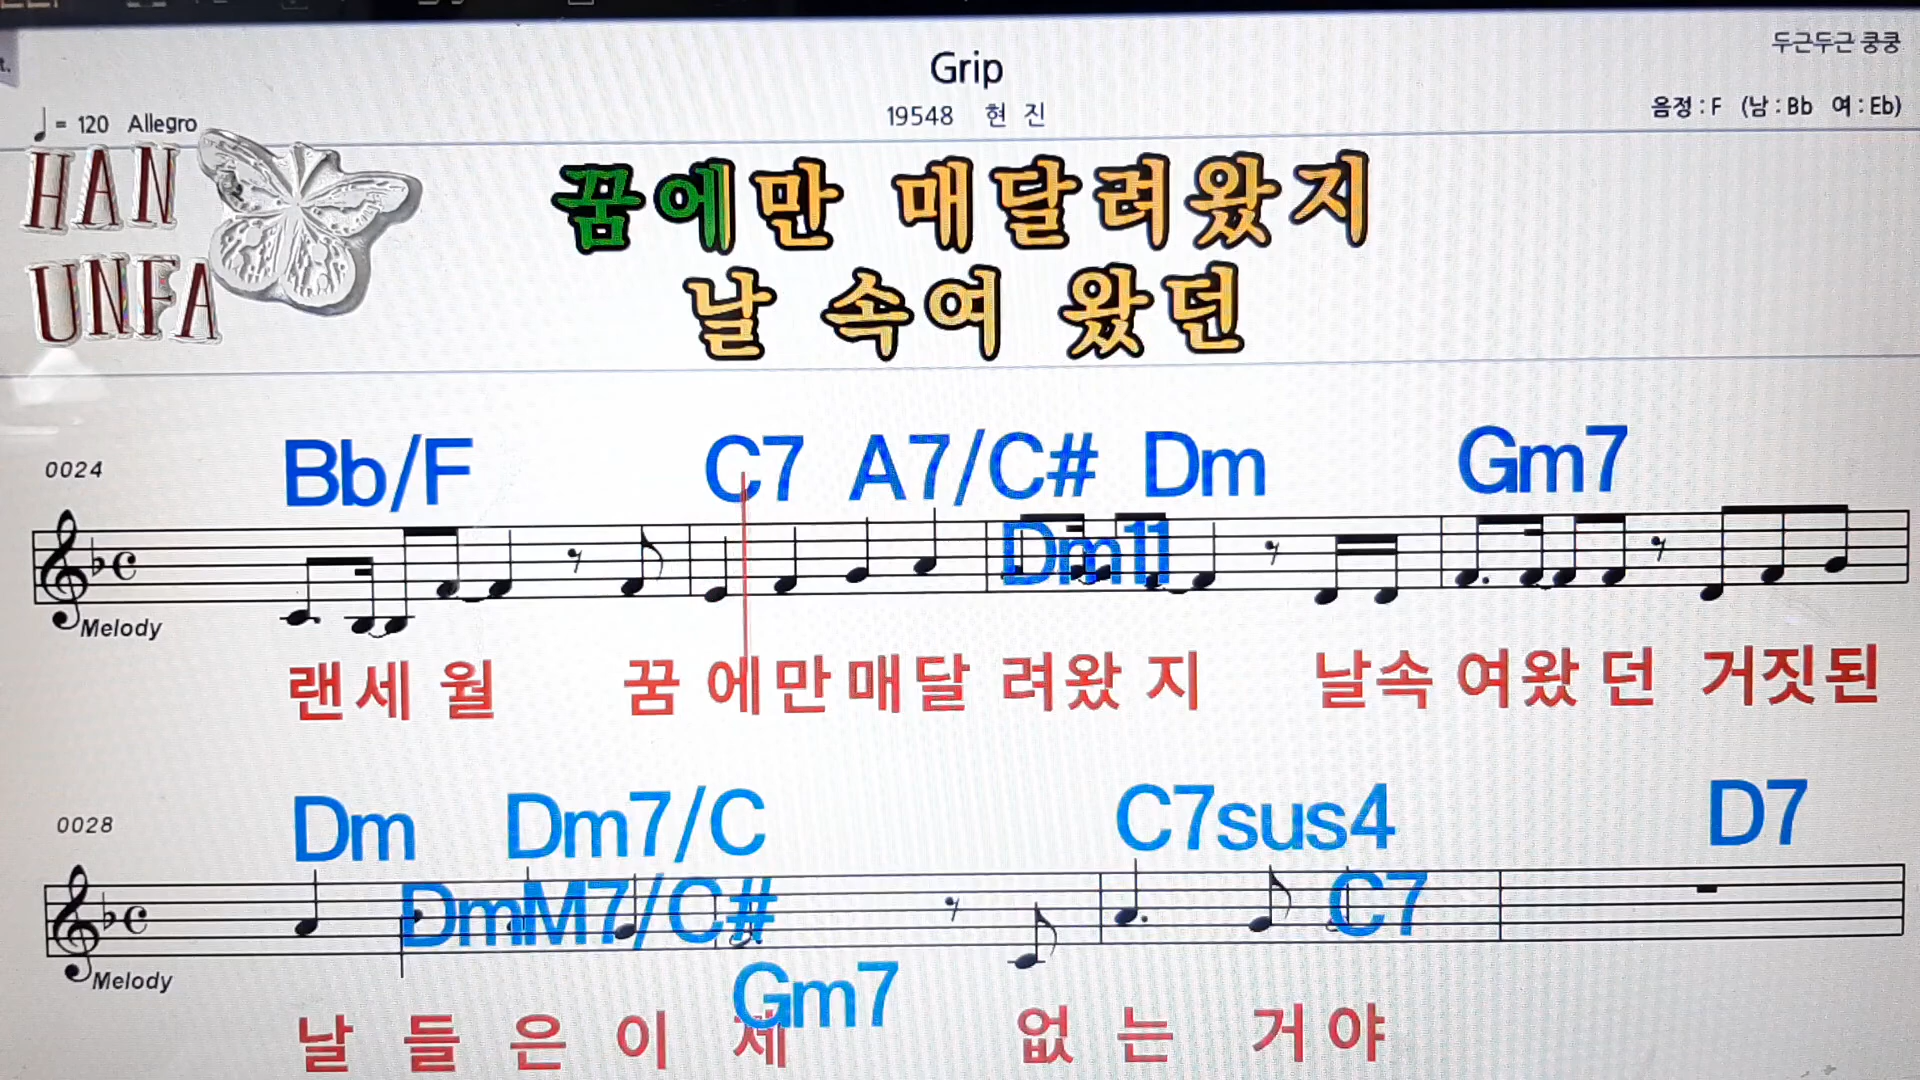 두근두근 쿵쿵
Grip
19548 현 진
음정 : F (남 : Bb 여 : Eb)
= 120 Allegro
HAN
UNFA
꿈에만 매달려왔지
날 속여 왔던
0024
Bb/F C7 A7/C# Dm Gm7
Dm11
Melody
랜세 월 꿈 에만매달 려왔 지 날속 여왔 던 거짓된
0028
Dm Dm7/C C7sus4 D7
DmM7/C# C7
Melody
Gm7
날 들 은 이 제 없 는 거야